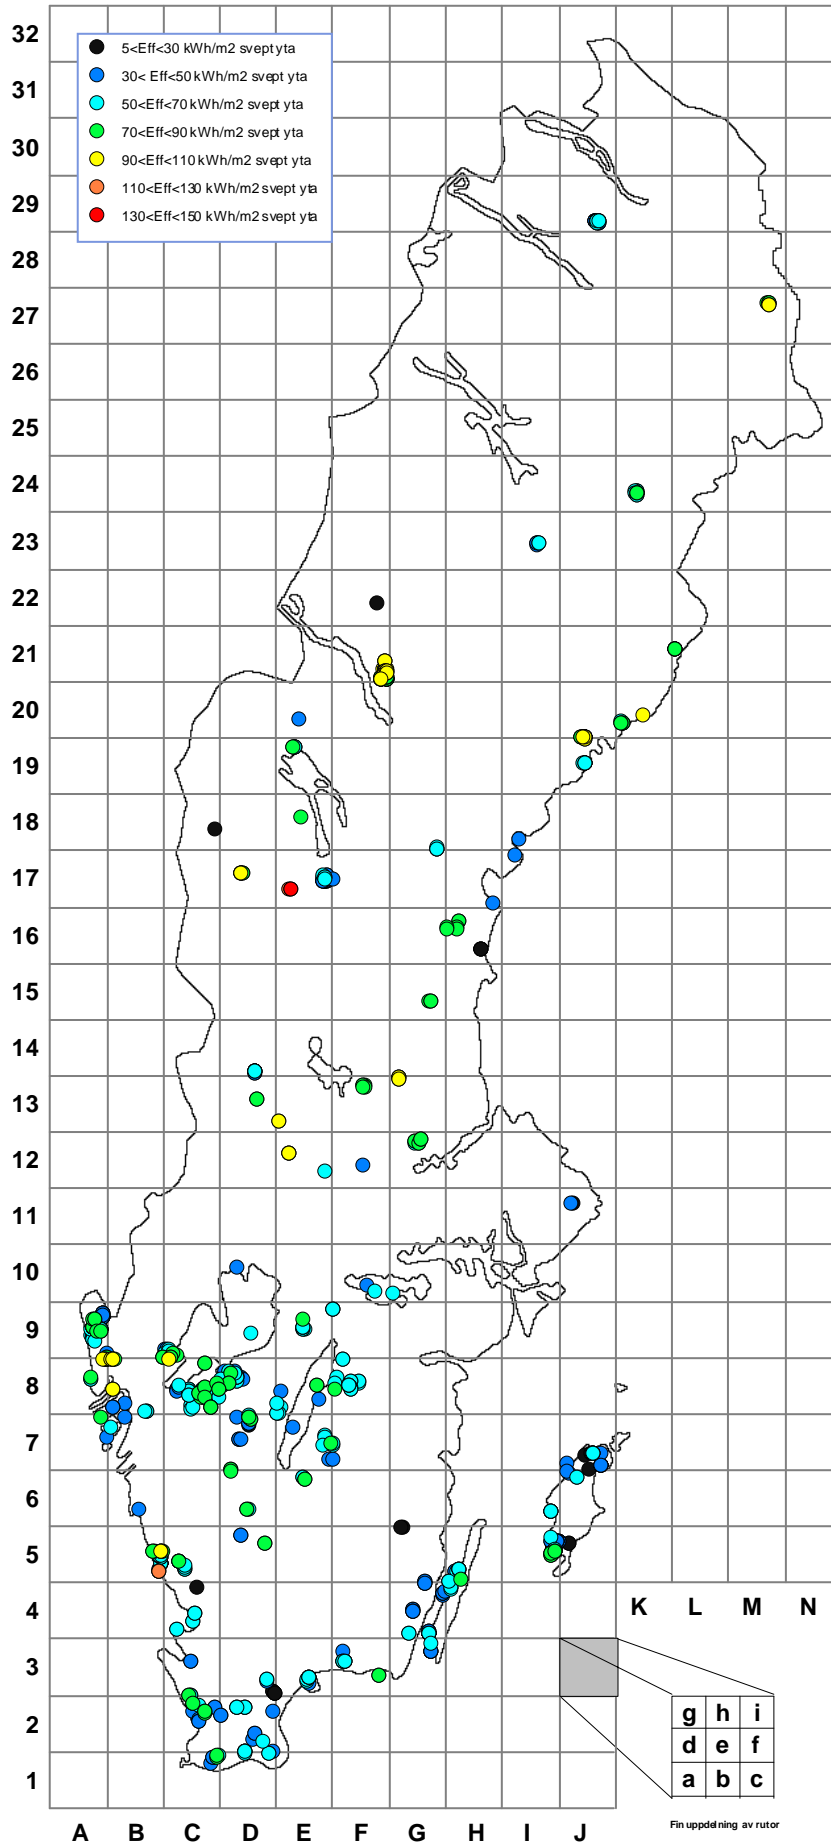 32
31
30
29
28
27
26
25
24
23
22
21
20
19
18
17
16
15
14
13
12
11
10
9
8
7
6
5
4
3
2
1
5<Eff<30 kWh/m2 svept yta
30< Eff<50 kWh/m2 svept yta
50<Eff<70 kWh/m2 svept yta
70<Eff<90 kWh/m2 svept yta
90<Eff<110 kWh/m2 svept yta
110<Eff<130 kWh/m2 svept yta
130<Eff<150 kWh/m2 svept yta
K L M N
g h i
d e f
a b c
Fin uppdelning av rutor
A B C D E F G H I J